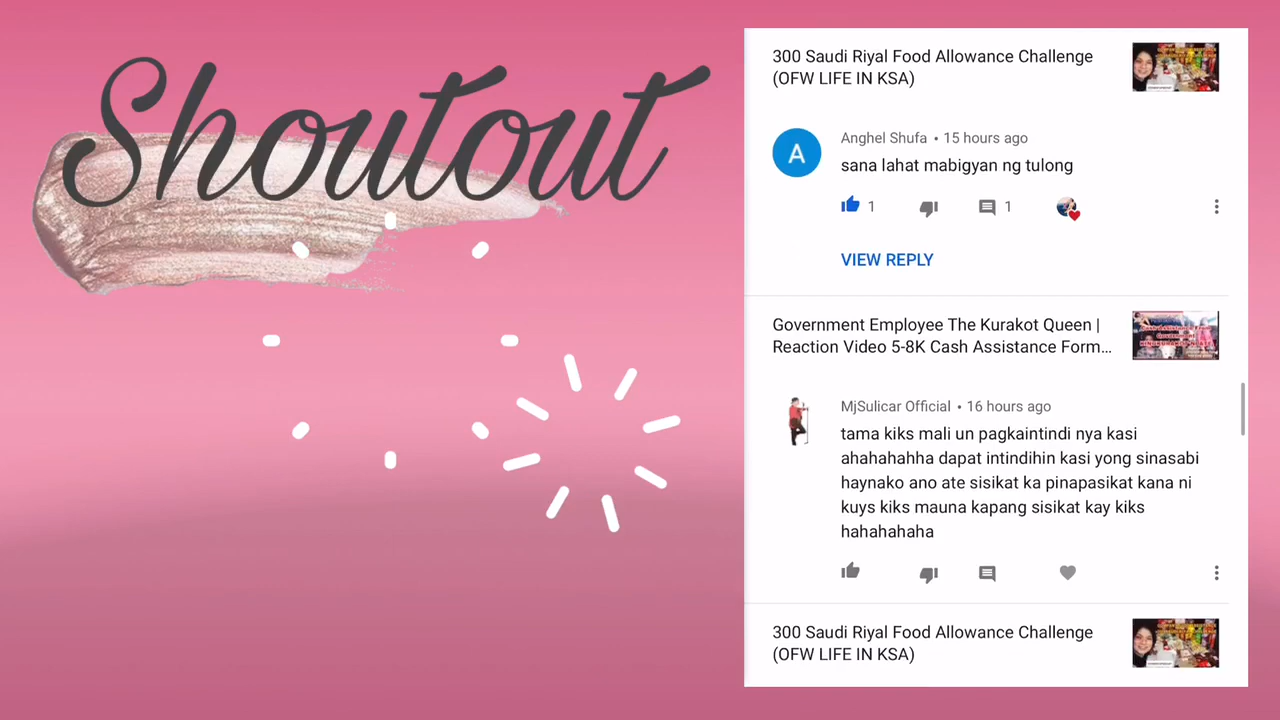 Shoutout
300 Saudi Riyal Food Allowance Challenge
(OFW LIFE IN KSA)
A
Anghel Shufa • 15 hours ago
sana lahat mabigyan ng tulong
1
1
VIEW REPLY
Government Employee The Kurakot Queen |
Reaction Video 5-8K Cash Assistance Form...
MjSulicar Official • 16 hours ago
tama kiks mali un pagkaintindi nya kasi
ahahahahha dapat intindihin kasi yong sinasabi
haynako ano ate sisikat ka pinapasikat kana ni
kuys kiks mauna kapang sisikat kay kiks
hahahahaha
300 Saudi Riyal Food Allowance Challenge
(OFW LIFE IN KSA)